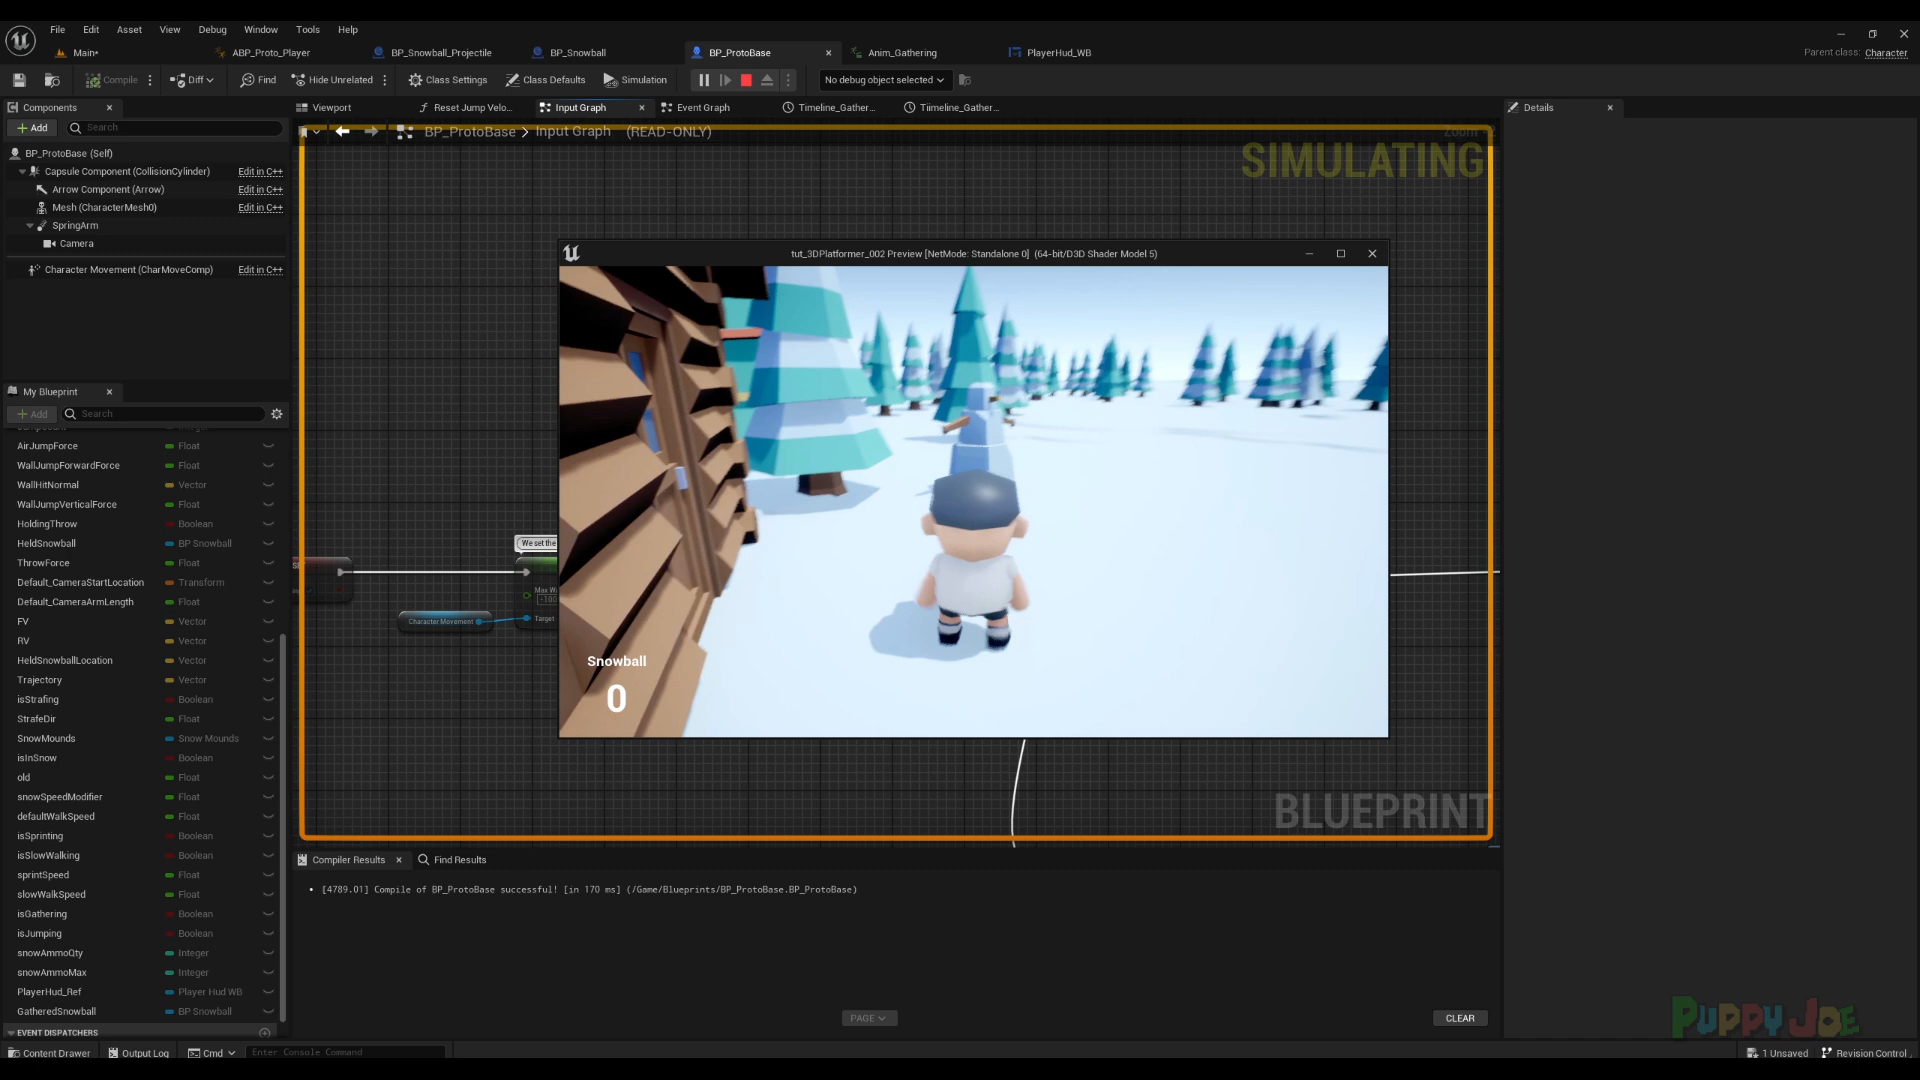 File Edit Asset View Debug Window Tools Help
Main* ABP_Proto_Player BP_Snowball_Projectile BP_Snowball BP_ProtoBase Anim_Gathering PlayerHud_WB Parent class: Character
Compile Diff Find Hide Unrelated Class Settings Class Defaults Simulation No debug object selected
Components Viewport Reset Jump Velo... Input Graph Event Graph Timeline_Gather... Tiimeline_Gather... Details
Add Search
BP_ProtoBase > Input Graph (READ-ONLY) Zoom -2
SIMULATING
BP_ProtoBase (Self)
Capsule Component (CollisionCylinder) Edit in C++
Arrow Component (Arrow) Edit in C++
Mesh (CharacterMesh0) Edit in C++
SpringArm
Camera
Character Movement (CharMoveComp) Edit in C++
tut_3DPlatformer_002 Preview [NetMode: Standalone 0] (64-bit/D3D Shader Model 5)
My Blueprint
Add Search
AirJumpForce Float
WallJumpForwardForce Float
WallHitNormal Vector
WallJumpVerticalForce Float
HoldingThrow Boolean
HeldSnowball BP Snowball
ThrowForce Float
Default_CameraStartLocation Transform
Default_CameraArmLength Float
FV Vector
RV Vector
HeldSnowballLocation Vector
Trajectory Vector
isStrafing Boolean
StrafeDir Float
SnowMounds Snow Mounds
isInSnow Boolean
old Float
snowSpeedModifier Float
defaultWalkSpeed Float
isSprinting Boolean
isSlowWalking Boolean
sprintSpeed Float
slowWalkSpeed Float
isGathering Boolean
isJumping Boolean
snowAmmoQty Integer
snowAmmoMax Integer
PlayerHud_Ref Player Hud WB
GatheredSnowball BP Snowball
EVENT DISPATCHERS
We set the
Max Wa
-100
Character Movement
Target
Snowball
0
BLUEPRINT
Compiler Results Find Results
[4789.01] Compile of BP_ProtoBase successful! [in 170 ms] (/Game/Blueprints/BP_ProtoBase.BP_ProtoBase)
PAGE
CLEAR
PUPPY JOE
Content Drawer Output Log Cmd Enter Console Command 1 Unsaved Revision Control